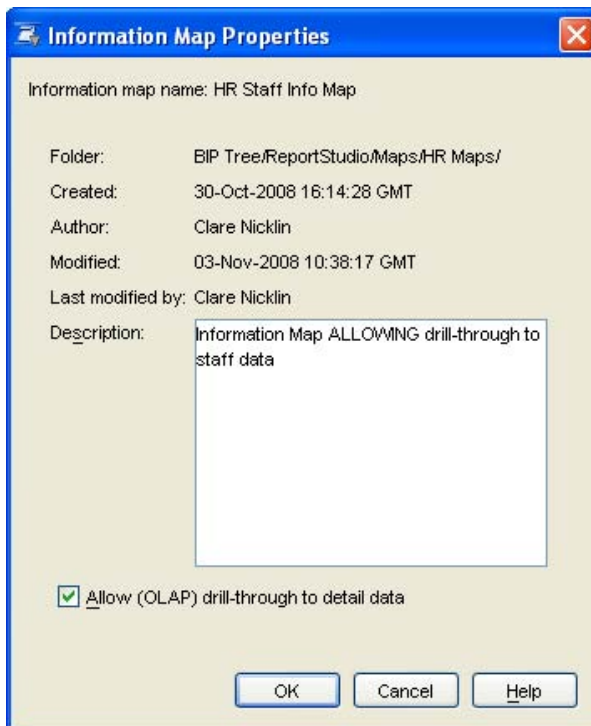 Information Map Properties
Information map name: HR Staff Info Map
Folder: BIP Tree/ReportStudio/Maps/HR Maps/
Created: 30-Oct-2008 16:14:28 GMT
Author: Clare Nicklin
Modified: 03-Nov-2008 10:38:17 GMT
Last modified by: Clare Nicklin
Description: Information Map ALLOWING drill-through to
staff data
Allow (OLAP) drill-through to detail data
OK Cancel Help